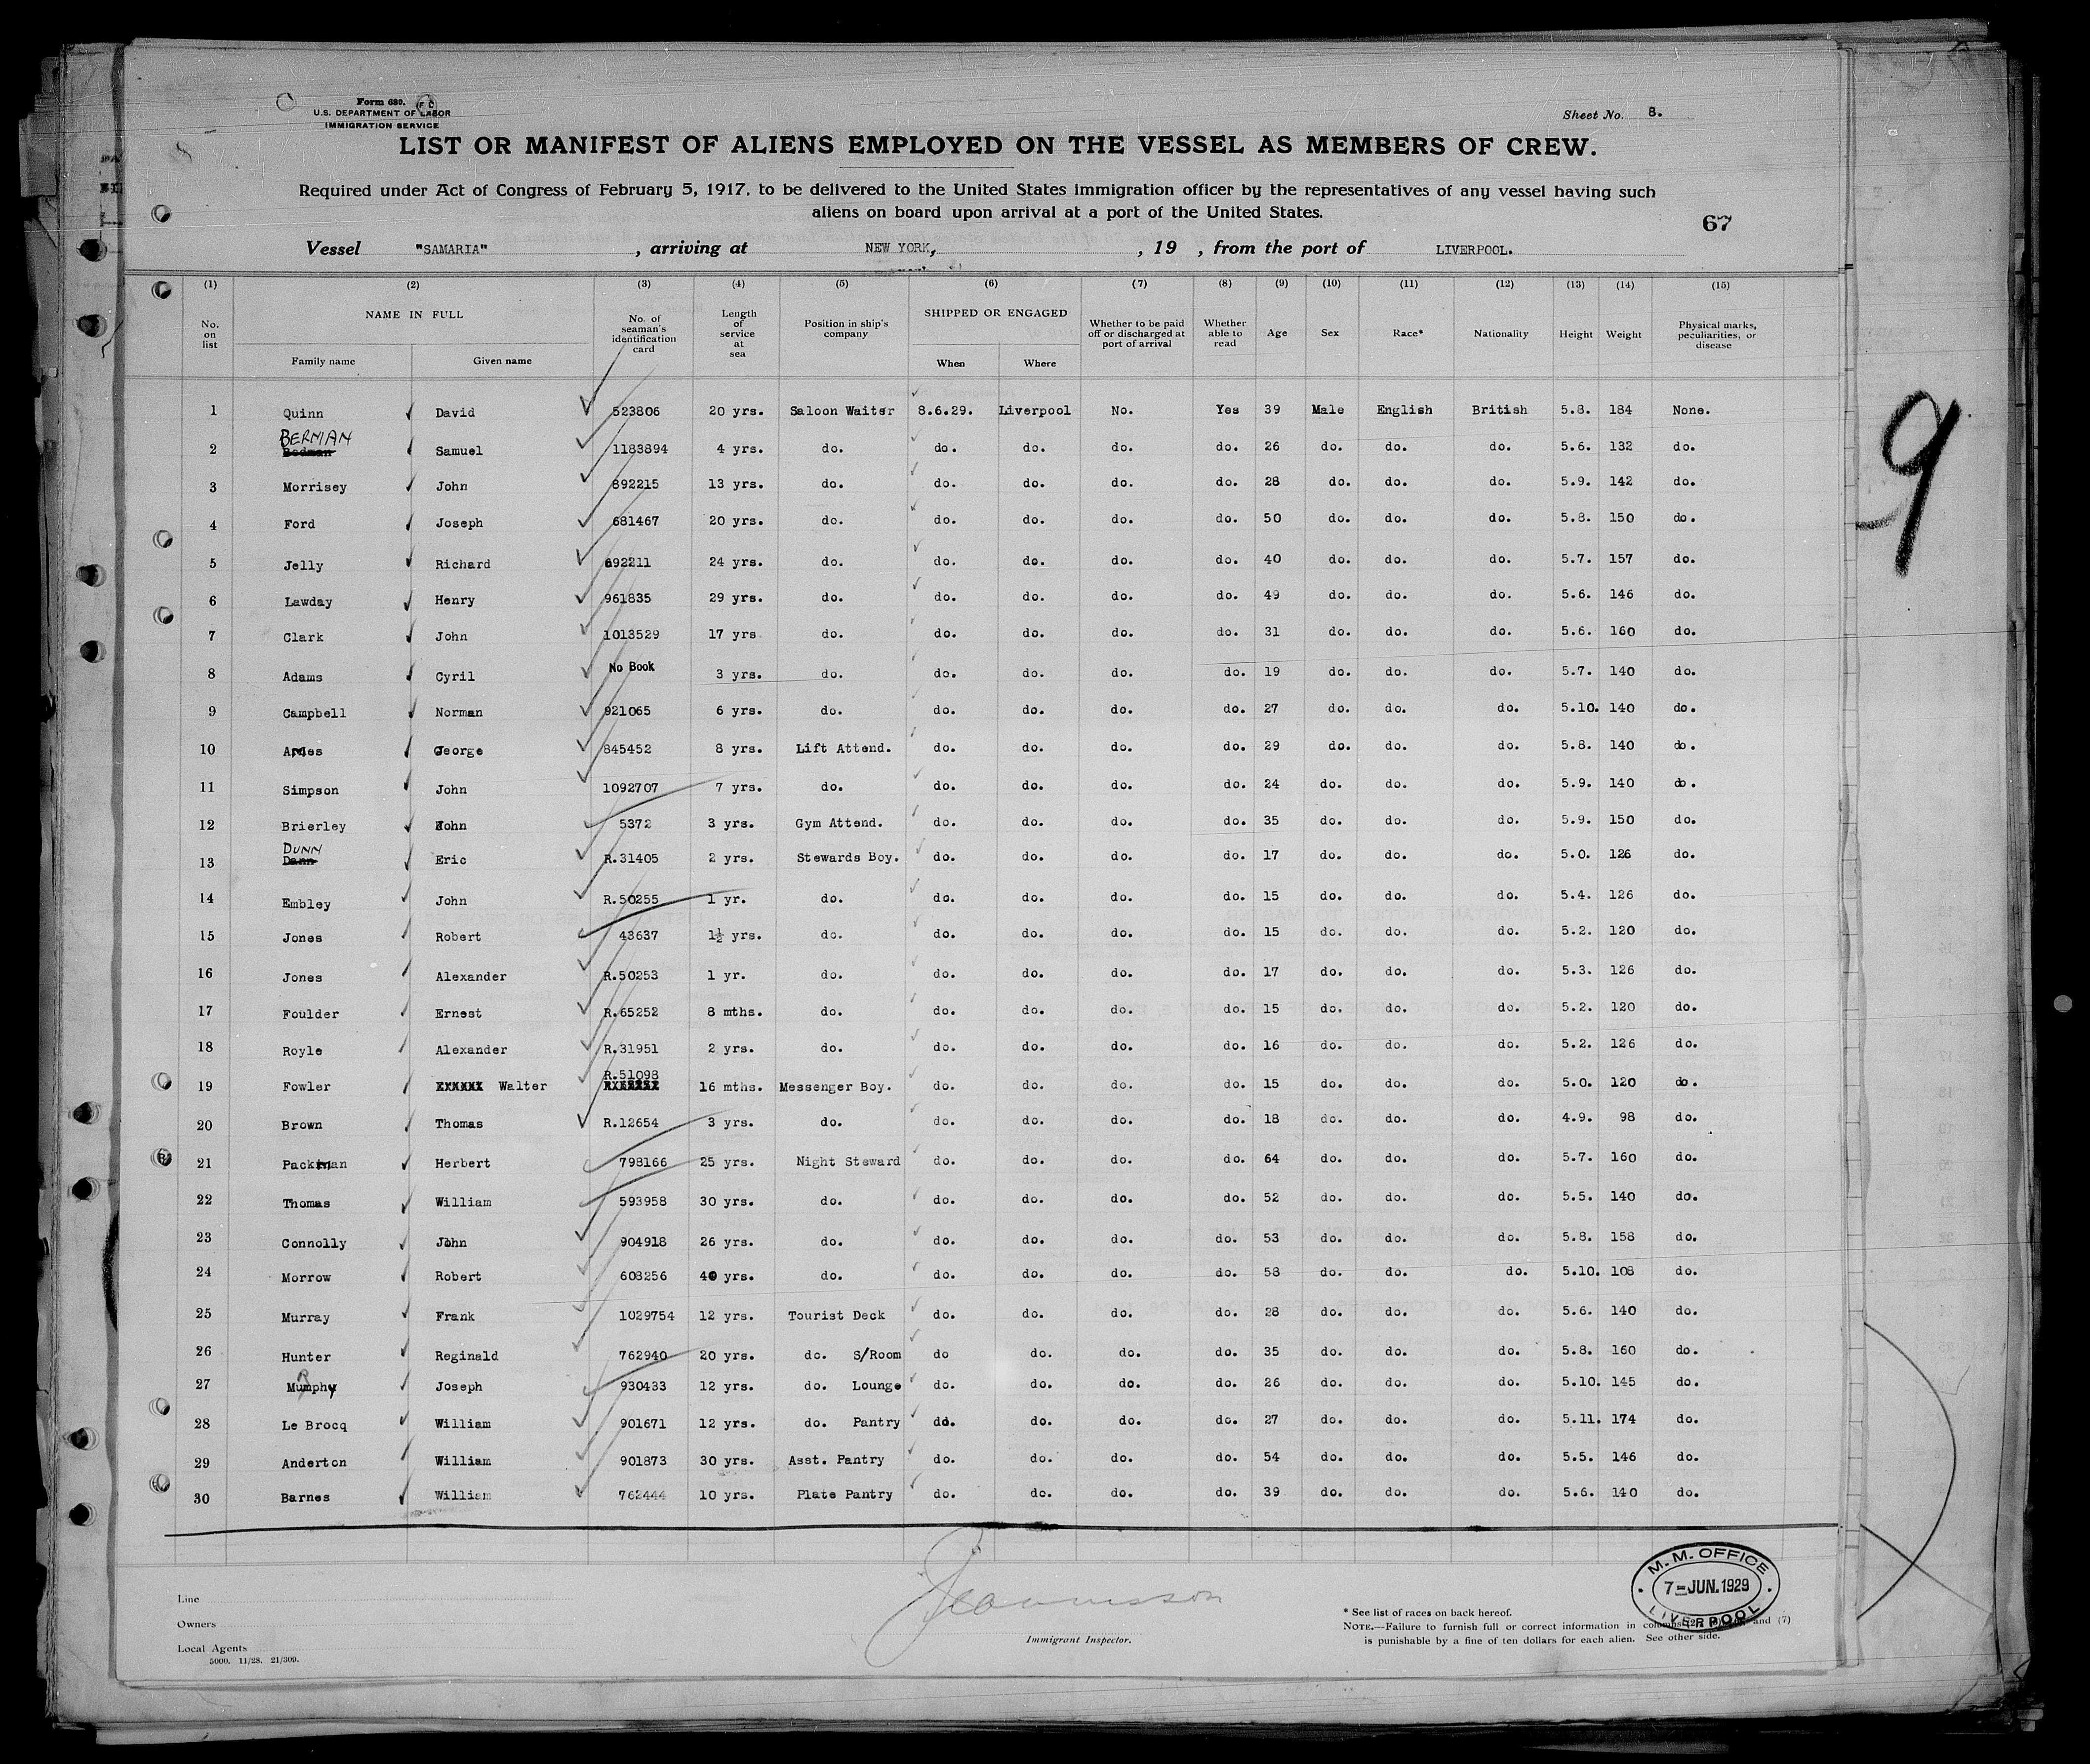 Form 680.
U.S. DEPARTMENT OF LABOR
IMMIGRATION SERVICE
Sheet No. 8.
LIST OR MANIFEST OF ALIENS EMPLOYED ON THE VESSEL AS MEMBERS OF CREW.
Required under Act of Congress of February 5, 1917, to be delivered to the United States immigration officer by the representatives of any vessel having such
aliens on board upon arrival at a port of the United States.
67
Vessel "SAMARIA" , arriving at NEW YORK, , 19 , from the port of LIVERPOOL.
(1) (2) (3) (4) (5) (6) (7) (8) (9) (10) (11) (12) (13) (14) (15)
No. on list NAME IN FULL Family name Given name No. of seaman's identification card Length of service at sea Position in ship's company SHIPPED OR ENGAGED When Where Whether to be paid off or discharged at port of arrival Whether able to read Age Sex Race* Nationality Height Weight Physical marks, peculiarities, or disease
1 Quinn David 523806 20 yrs. Saloon Waiter 8.6.29. Liverpool No. Yes 39 Male English British 5.8. 184 None.
BERNIAN
2 Bedman Samuel 1183894 4 yrs. do. do. do. do. do. 26 do. do. do. 5.6. 132 do.
3 Morrisey John 892215 13 yrs. do. do. do. do. do. 28 do. do. do. 5.9. 142 do.
4 Ford Joseph 681467 20 yrs. do. do. do. do. do. 50 do. do. do. 5.8. 150 do.
5 Jelly Richard 692211 24 yrs. do. do. do. do. do. 40 do. do. do. 5.7. 157 do.
6 Lawday Henry 961835 29 yrs. do. do. do. do. do. 49 do. do. do. 5.6. 146 do.
7 Clark John 1013529 17 yrs do. do. do. do. do. 31 do. do. do. 5.6. 160 do.
8 Adams Cyril No Book 3 yrs. do. do. do. do. do. 19 do. do. do. 5.7. 140 do.
9 Campbell Norman 921065 6 yrs. do. do. do. do. do. 27 do. do. do. 5.10. 140 do.
10 George 845452 8 yrs. Lift Attend. do. do. do. do. 29 do. do. do. 5.8. 140 do.
11 Simpson John 1092707 7 yrs. do. do. do. do. do. 24 do. do. do. 5.9. 140 do.
12 Brierley John 5372 3 yrs. Gym Attend. do. do. do. do. 35 do. do. do. 5.9. 150 do.
DUNN
13 Dann Eric R.31405 2 yrs. Stewards Boy. do. do. do. do. 17 do. do. do. 5.0. 126 do.
14 Embley John R.50255 1 yr. do. do. do. do. do. 15 do. do. do. 5.4. 126 do.
15 Jones Robert 43637 1½ yrs. do. do. do. do. do. 15 do. do. do. 5.2. 120 do.
16 Jones Alexander R.50253 1 yr. do. do. do. do. do. 17 do. do. do. 5.3. 126 do.
17 Foulder Ernest R.65252 8 mths. do. do. do. do. do. 15 do. do. do. 5.2. 120 do.
18 Royle Alexander R.31951 2 yrs. do. do. do. do. do. 16 do. do. do. 5.2. 126 do.
19 Fowler Walter R.51098 16 mths. Messenger Boy. do. do. do. do. 15 do. do. do. 5.0. 120 do.
20 Brown Thomas R.12654 3 yrs. do. do. do. do. do. 18 do. do. do. 4.9. 98 do.
21 Packman Herbert 798166 25 yrs. Night Steward do. do. do. do. 64 do. do. do. 5.7. 160 do.
22 Thomas William 593958 30 yrs. do. do. do. do. do. 52 do. do. do. 5.5. 140 do.
23 Connolly John 904918 26 yrs. do. do. do. do. do. 53 do. do. do. 5.8. 158 do.
24 Morrow Robert 608256 40 yrs. do. do. do. do. do. 58 do. do. do. 5.10. 108 do.
25 Murray Frank 1029754 12 yrs. Tourist Deck do. do. do. do. 28 do. do. do. 5.6. 140 do.
26 Hunter Reginald 762940 20 yrs. do. S/Room do do. do. do. 35 do. do. do. 5.8. 160 do.
27 Murphy Joseph 930433 12 yrs. do. Lounge do. do. do. do. 26 do. do. do. 5.10. 145 do.
28 Le Brocq William 901671 12 yrs. do. Pantry do. do. do. do. 27 do. do. do. 5.11. 174 do.
29 Anderton William 901873 30 yrs. Asst. Pantry do. do. do. do. 54 do. do. do. 5.5. 146 do.
30 Barnes William 762444 10 yrs. Plate Pantry do. do. do. do. 39 do. do. do. 5.6. 140 do.
9
M. M. OFFICE
7-JUN.1929
LIVERPOOL
Line
Owners
Local Agents
5000. 11/28. 21/309.
Immigrant Inspector.
* See list of races on back hereof.
NOTE.—Failure to furnish full or correct information in columns and (7)
is punishable by a fine of ten dollars for each alien. See other side.